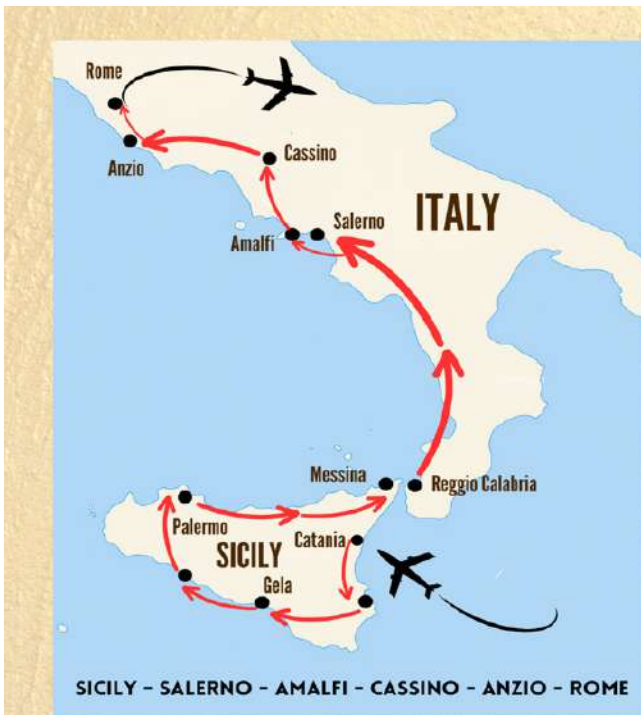 Rome
Anzio
Cassino
ITALY
Salerno
Amalfi
Messina
Reggio Calabria
Palermo
Catania
SICILY
Gela
SICILY – SALERNO – AMALFI – CASSINO – ANZIO – ROME